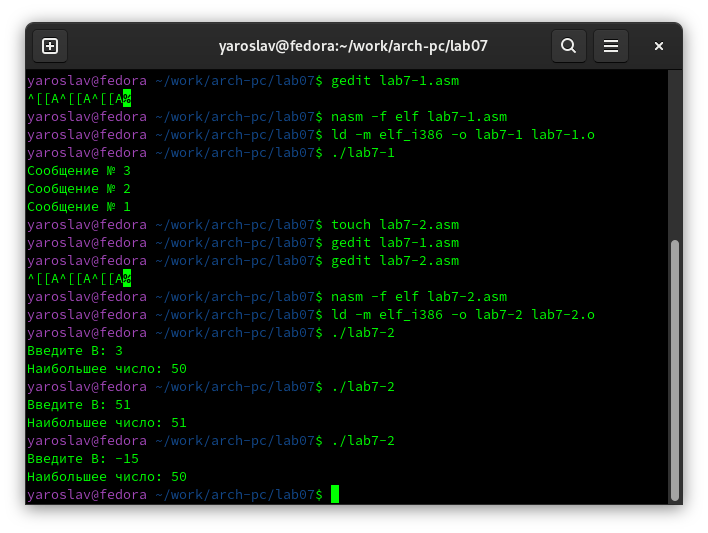 yaroslav@fedora:~/work/arch-pc/lab07
yaroslav@fedora ~/work/arch-pc/lab07$ gedit lab7-1.asm
^[[A^[[A^[[A%
yaroslav@fedora ~/work/arch-pc/lab07$ nasm -f elf lab7-1.asm
yaroslav@fedora ~/work/arch-pc/lab07$ ld -m elf_i386 -o lab7-1 lab7-1.o
yaroslav@fedora ~/work/arch-pc/lab07$ ./lab7-1
Сообщение № 3
Сообщение № 2
Сообщение № 1
yaroslav@fedora ~/work/arch-pc/lab07$ touch lab7-2.asm
yaroslav@fedora ~/work/arch-pc/lab07$ gedit lab7-1.asm
yaroslav@fedora ~/work/arch-pc/lab07$ gedit lab7-2.asm
^[[A^[[A^[[A%
yaroslav@fedora ~/work/arch-pc/lab07$ nasm -f elf lab7-2.asm
yaroslav@fedora ~/work/arch-pc/lab07$ ld -m elf_i386 -o lab7-2 lab7-2.o
yaroslav@fedora ~/work/arch-pc/lab07$ ./lab7-2
Введите В: 3
Наибольшее число: 50
yaroslav@fedora ~/work/arch-pc/lab07$ ./lab7-2
Введите В: 51
Наибольшее число: 51
yaroslav@fedora ~/work/arch-pc/lab07$ ./lab7-2
Введите В: -15
Наибольшее число: 50
yaroslav@fedora ~/work/arch-pc/lab07$